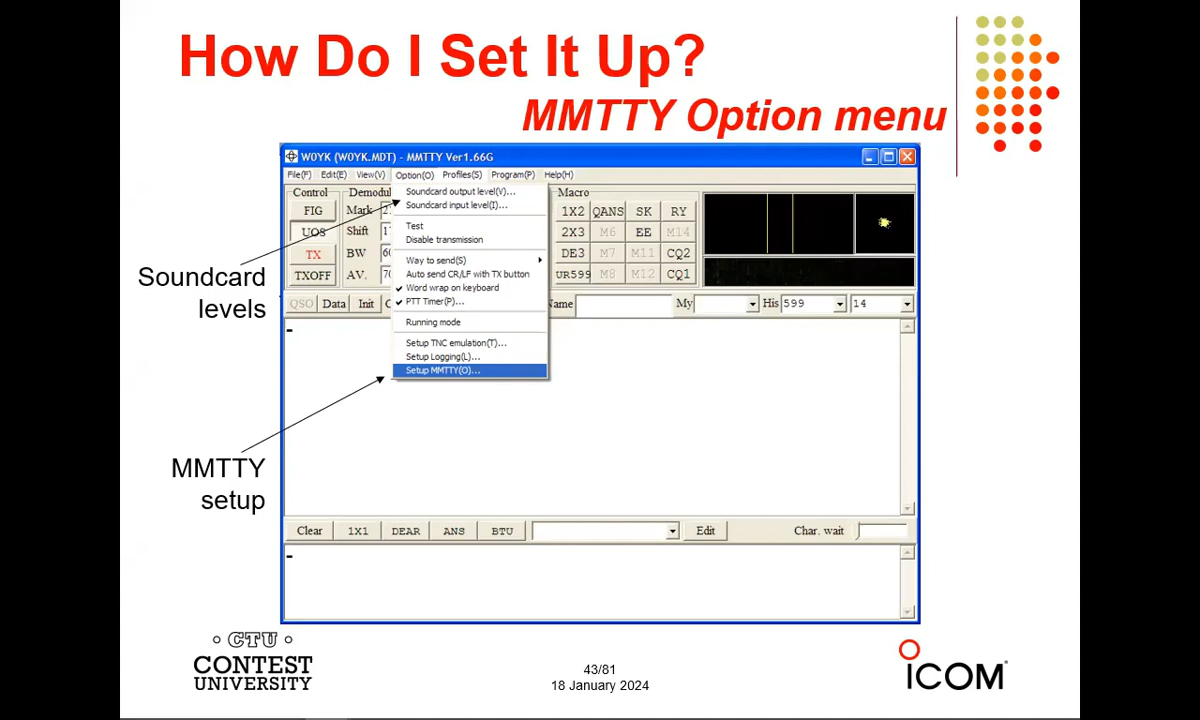 How Do I Set It Up?
MMTTY Option menu
W0YK (W0YK.MDT) - MMTTY Ver1.66G
File(F) Edit(E) View(V) Option(O) Profiles(S) Program(P) Help(H)
Control
FIG
UOS
TX
TXOFF
Mark
Shift
BW
AV.
Soundcard output level(V)...
Soundcard input level(I)...
Test
Disable transmission
Way to send(S)
Auto send CR/LF with TX button
Word wrap on keyboard
PTT Timer(P)...
Running mode
Setup TNC emulation(T)...
Setup Logging(L)...
Setup MMTTY(O)...
Macro
1X2 QANS SK RY
2X3 M6 EE M14
DE3 M7 M11 CQ2
UR599 M8 M12 CQ1
QSO Data Init
Name My His 599 14
Soundcard
levels
MMTTY
setup
Clear 1X1 DEAR ANS BTU Edit Char. wait
CTU
CONTEST
UNIVERSITY
43/81
18 January 2024
ICOM